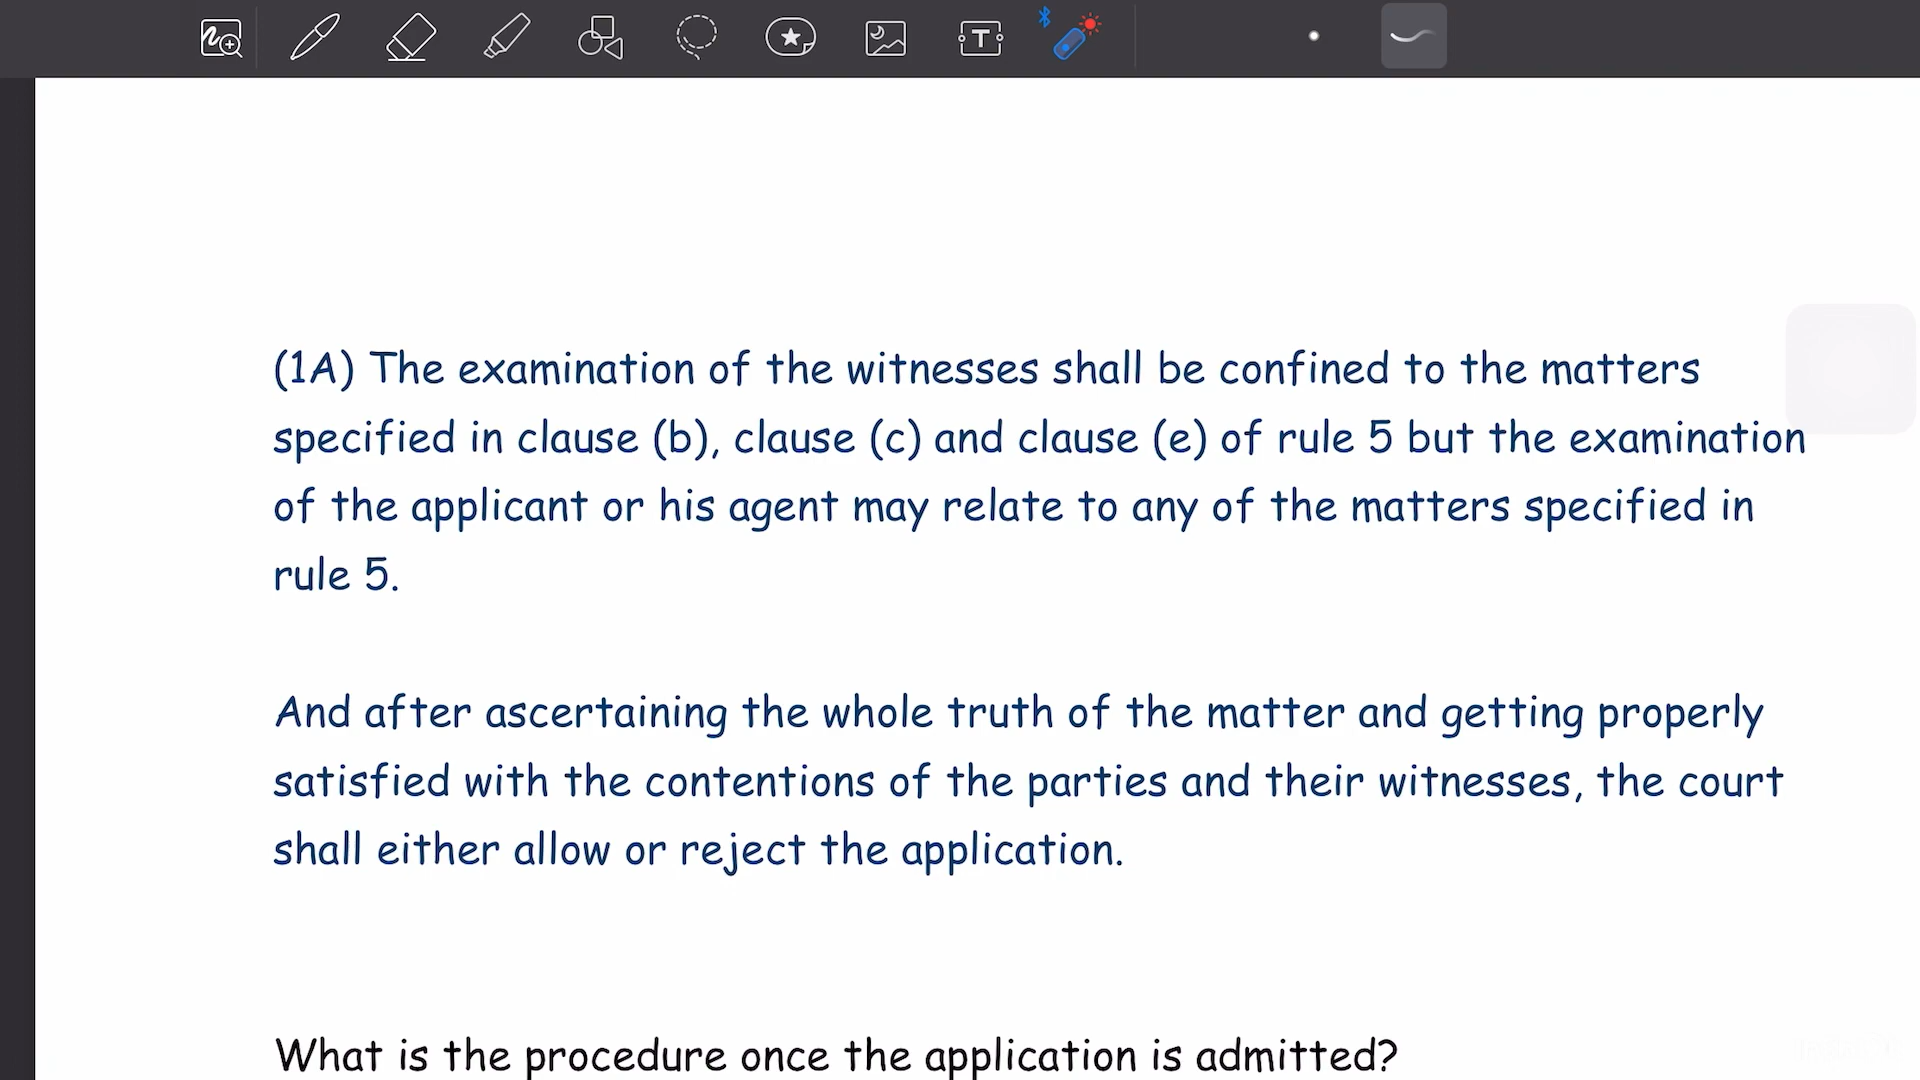 (1A) The examination of the witnesses shall be confined to the matters
specified in clause (b), clause (c) and clause (e) of rule 5 but the examination
of the applicant or his agent may relate to any of the matters specified in
rule 5.
And after ascertaining the whole truth of the matter and getting properly
satisfied with the contentions of the parties and their witnesses, the court
shall either allow or reject the application.
What is the procedure once the application is admitted?